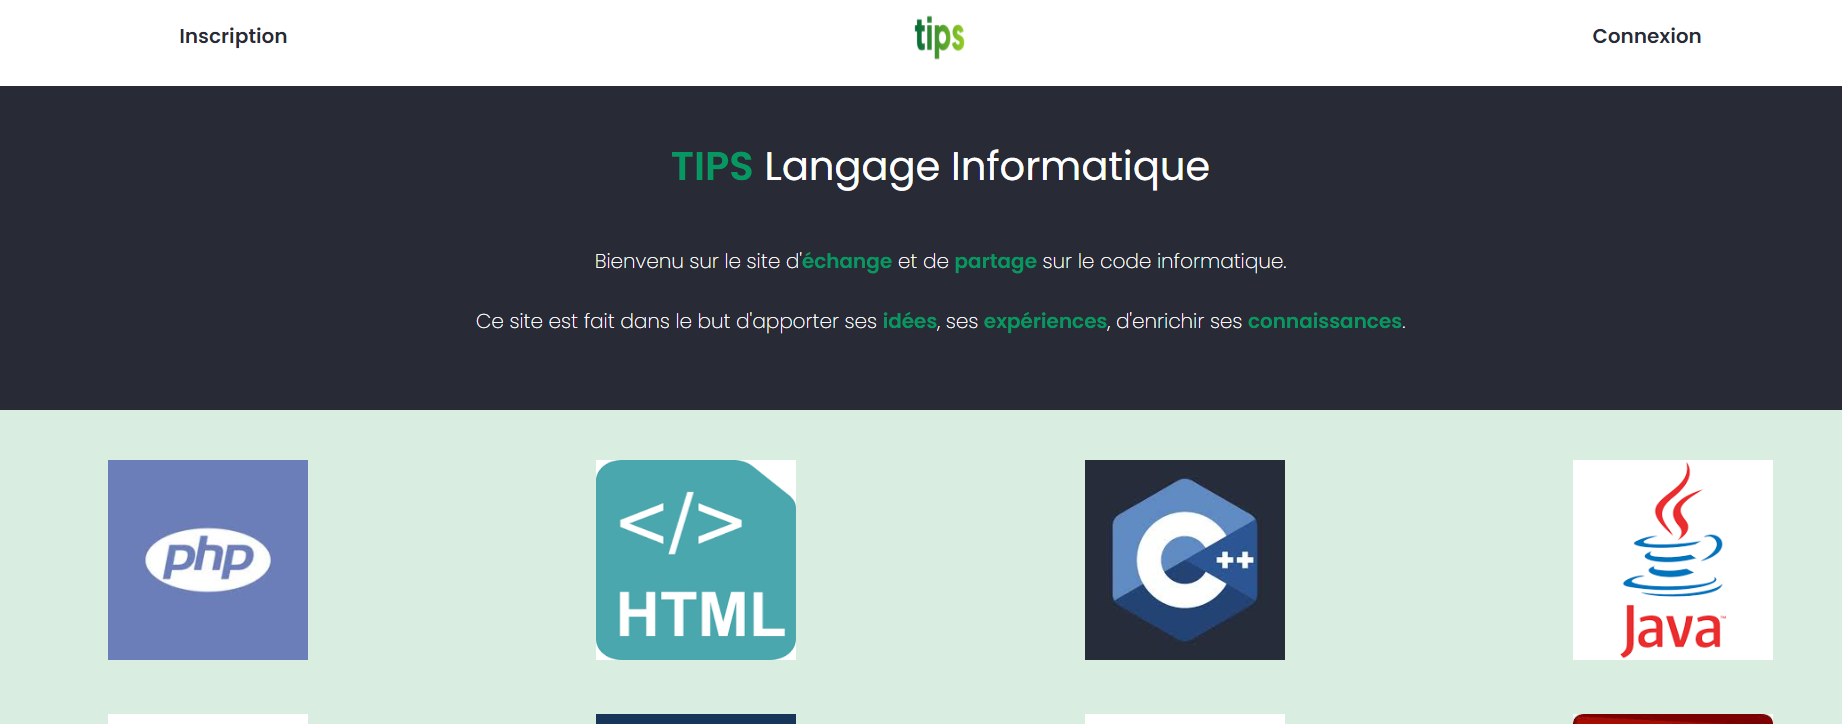 Inscription
tips
Connexion
TIPS Langage Informatique
Bienvenu sur le site d'échange et de partage sur le code informatique.
Ce site est fait dans le but d'apporter ses idées, ses expériences, d'enrichir ses connaissances.
php
</>
HTML
C++
Java™